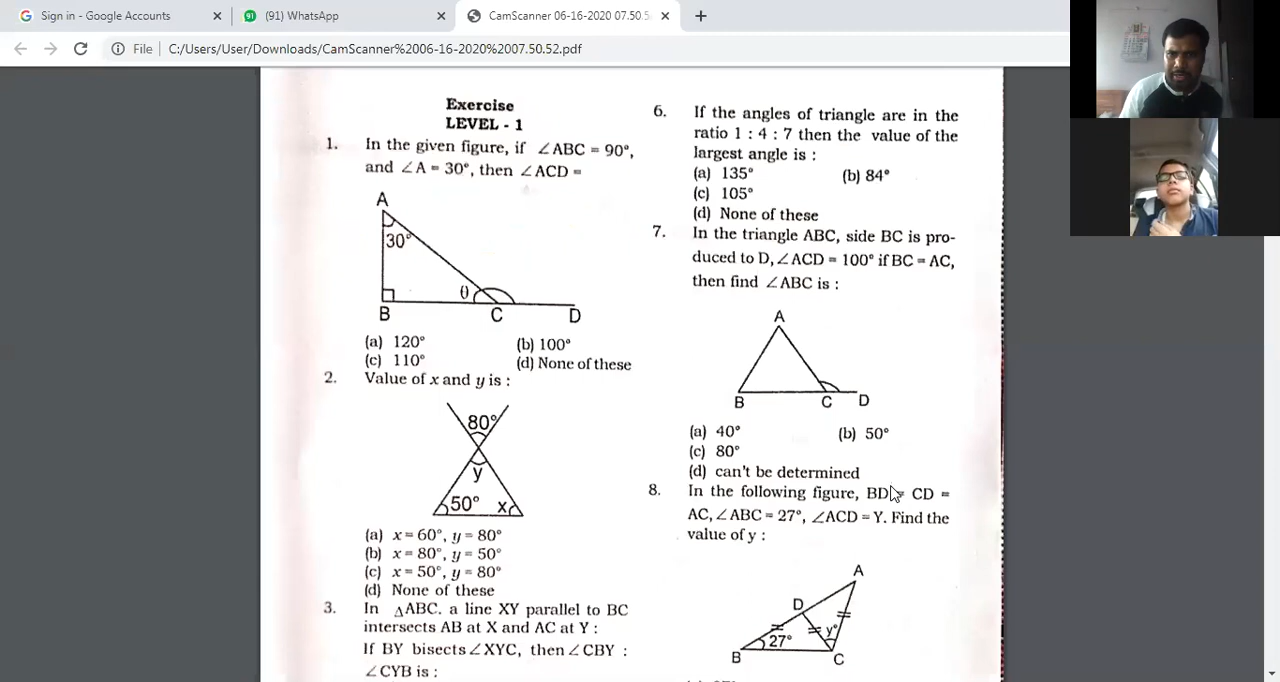 Sign in - Google Accounts
(91) WhatsApp
CamScanner 06-16-2020 07.50.5
File | C:/Users/User/Downloads/CamScanner%2006-16-2020%2007.50.52.pdf
Exercise
LEVEL - 1
1. In the given figure, if ∠ABC = 90°,
and ∠A = 30°, then ∠ACD =
A
30°
θ
B C D
(a) 120° (b) 100°
(c) 110° (d) None of these
2. Value of x and y is :
80°
y
50° x
(a) x = 60°, y = 80°
(b) x = 80°, y = 50°
(c) x = 50°, y = 80°
(d) None of these
3. In △ABC. a line XY parallel to BC
intersects AB at X and AC at Y :
If BY bisects ∠XYC, then ∠CBY :
∠CYB is :
6. If the angles of triangle are in the
ratio 1 : 4 : 7 then the value of the
largest angle is :
(a) 135° (b) 84°
(c) 105°
(d) None of these
7. In the triangle ABC, side BC is pro-
duced to D, ∠ACD = 100° if BC = AC,
then find ∠ABC is :
A
B C D
(a) 40° (b) 50°
(c) 80°
(d) can't be determined
8. In the following figure, BD = CD =
AC, ∠ABC = 27°, ∠ACD = Y. Find the
value of y :
A
D
27° y°
B C